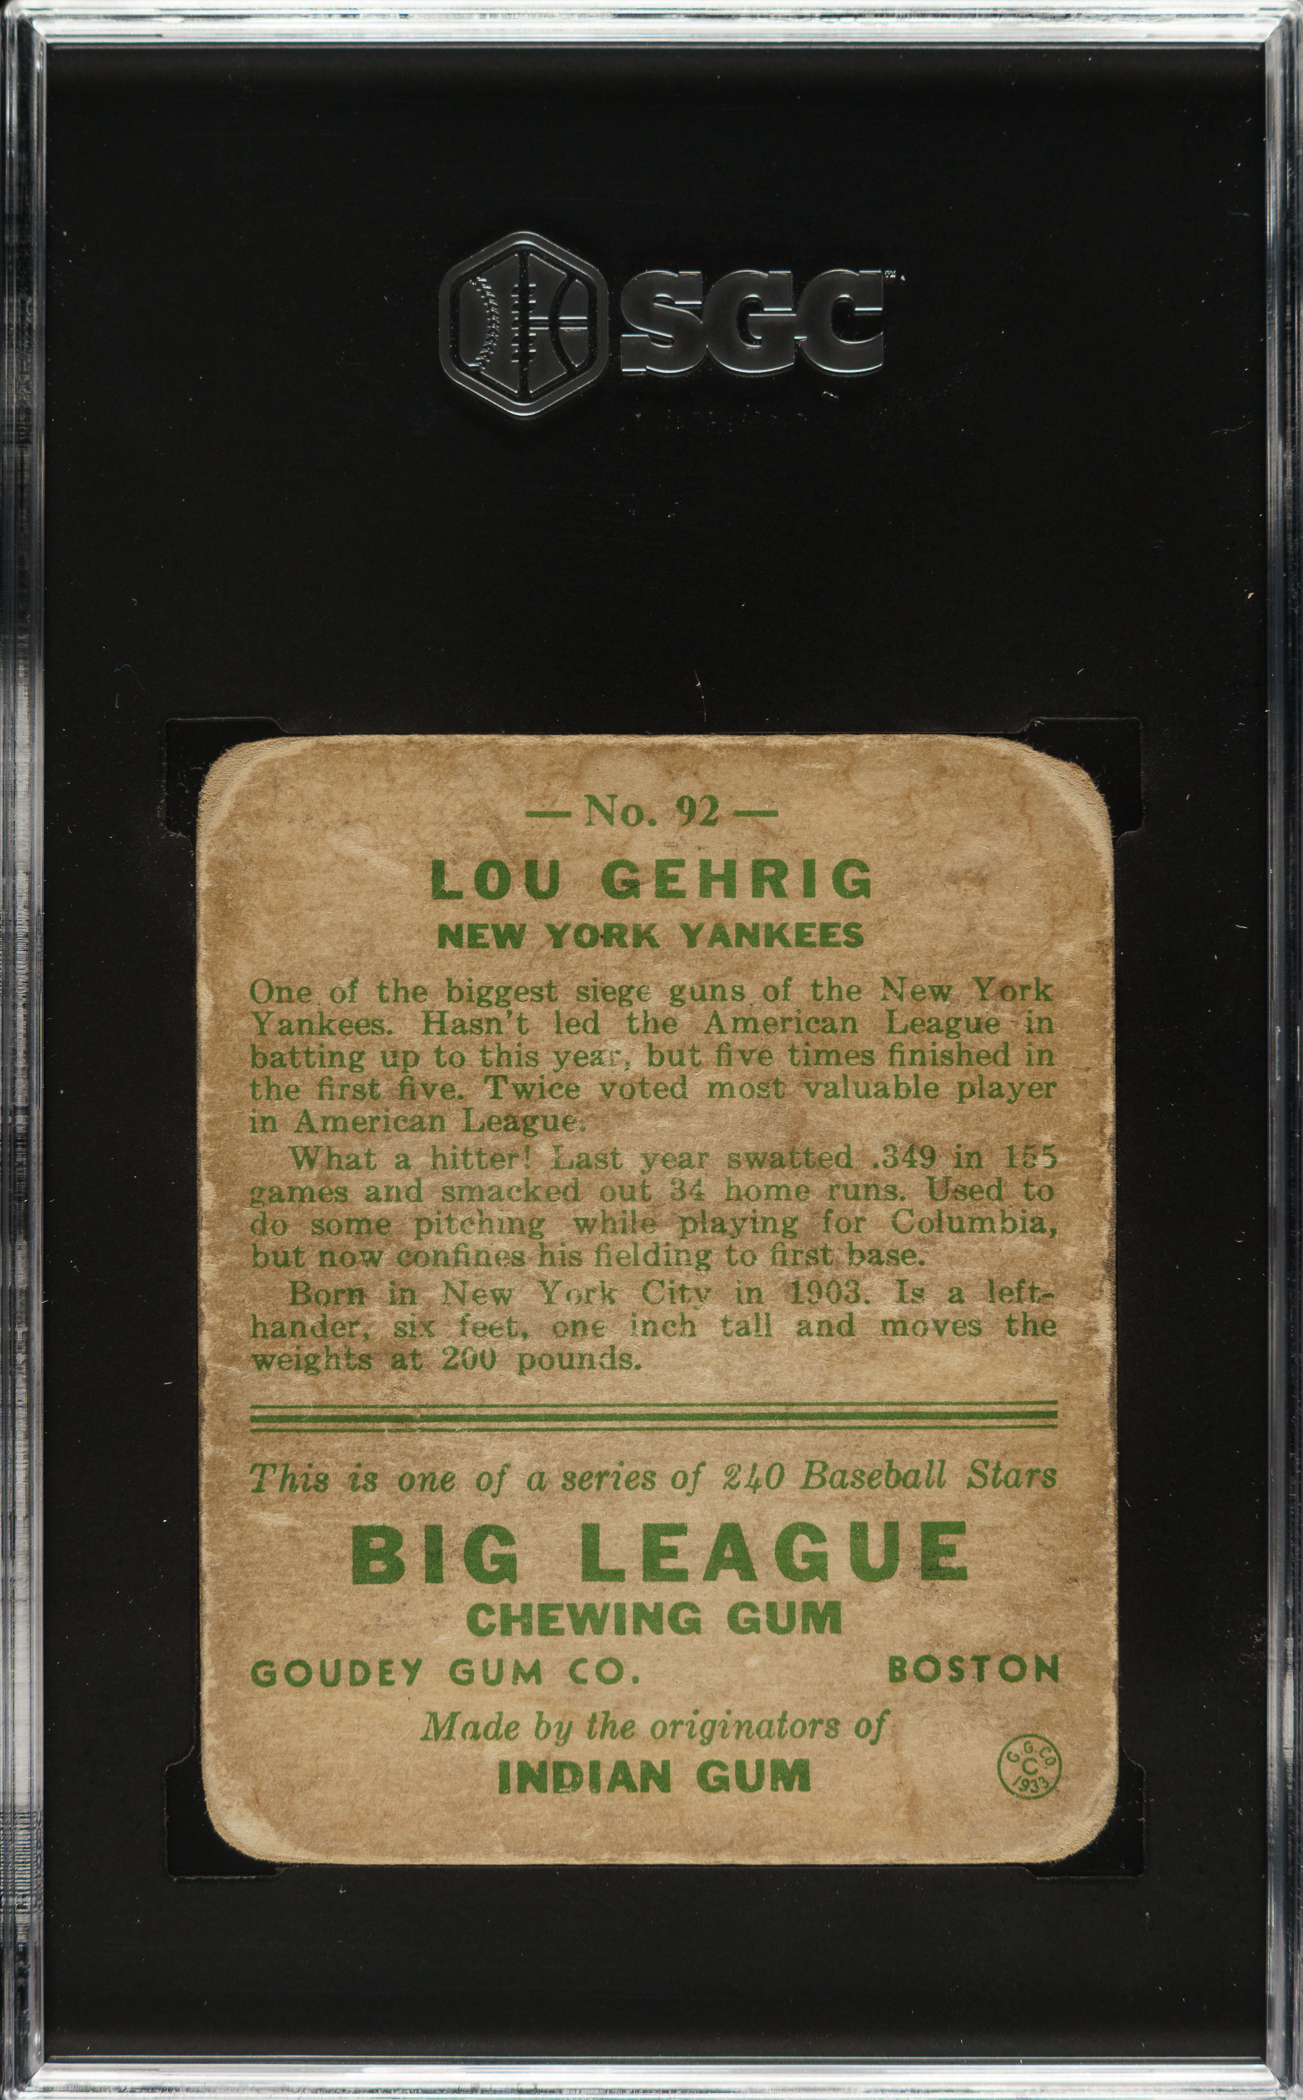 SGC
— No. 92 —
LOU GEHRIG
NEW YORK YANKEES
One of the biggest siege guns of the New York
Yankees. Hasn't led the American League in
batting up to this year, but five times finished in
the first five. Twice voted most valuable player
in American League.
What a hitter! Last year swatted .349 in 155
games and smacked out 34 home runs. Used to
do some pitching while playing for Columbia,
but now confines his fielding to first base.
Born in New York City in 1903. Is a left-
hander, six feet, one inch tall and moves the
weights at 200 pounds.
This is one of a series of 240 Baseball Stars
BIG LEAGUE
CHEWING GUM
GOUDEY GUM CO. BOSTON
Made by the originators of
INDIAN GUM
G. G. CO
C
1933